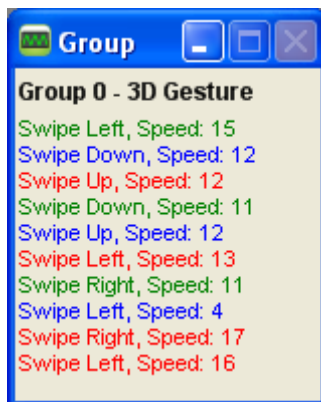 Group
Group 0 - 3D Gesture
Swipe Left, Speed: 15
Swipe Down, Speed: 12
Swipe Up, Speed: 12
Swipe Down, Speed: 11
Swipe Up, Speed: 12
Swipe Left, Speed: 13
Swipe Right, Speed: 11
Swipe Left, Speed: 4
Swipe Right, Speed: 17
Swipe Left, Speed: 16